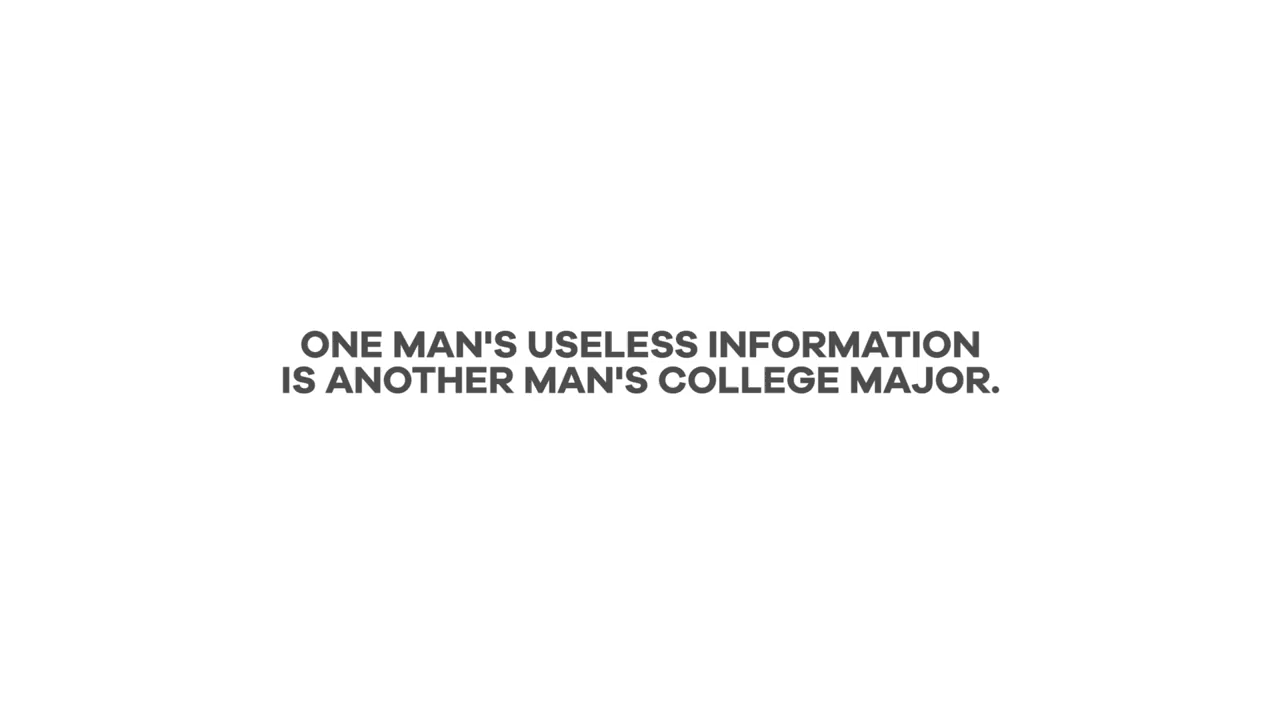 ONE MAN'S USELESS INFORMATION
IS ANOTHER MAN'S COLLEGE MAJOR.